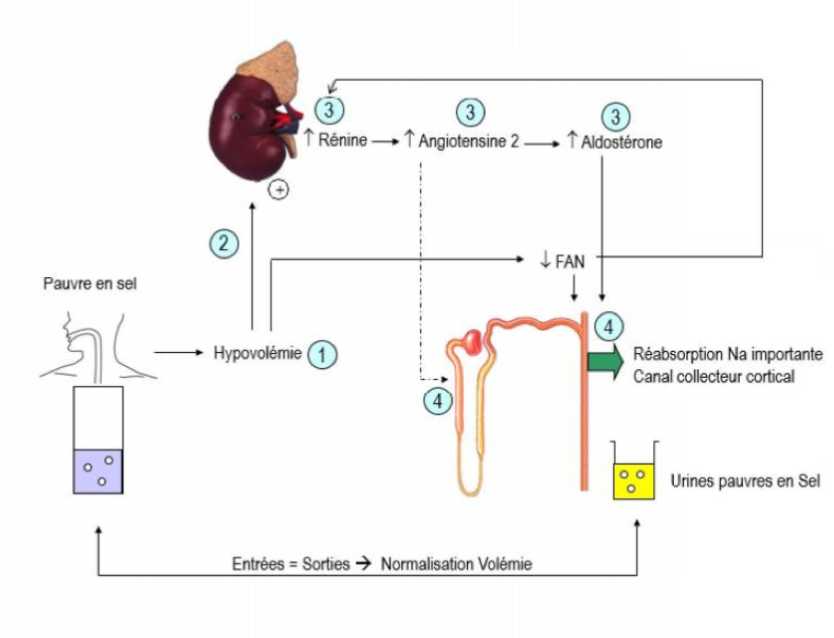 3
3
3
↑ Rénine → ↑ Angiotensine 2 → ↑ Aldostérone
+
2
↓ FAN
Pauvre en sel
4
Hypovolémie 1
Réabsorption Na importante
Canal collecteur cortical
4
Urines pauvres en Sel
Entrées = Sorties → Normalisation Volémie